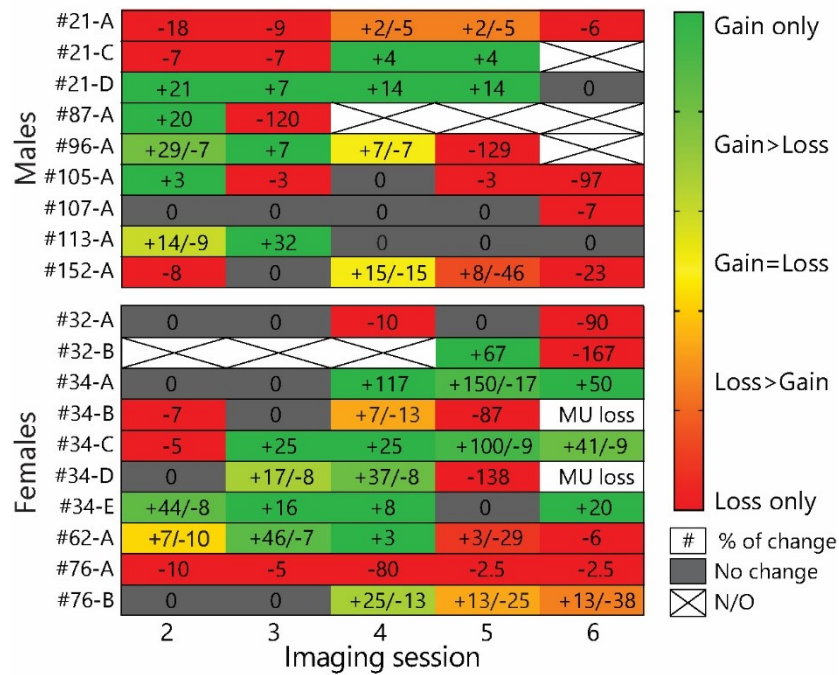 #21-A -18 -9 +2/-5 +2/-5 -6
#21-C -7 -7 +4 +4
#21-D +21 +7 +14 +14 0
#87-A +20 -120
#96-A +29/-7 +7 +7/-7 -129
#105-A +3 -3 0 -3 -97
#107-A 0 0 0 0 -7
#113-A +14/-9 +32 0 0 0
#152-A -8 0 +15/-15 +8/-46 -23
Males
#32-A 0 0 -10 0 -90
#32-B +67 -167
#34-A 0 0 +117 +150/-17 +50
#34-B -7 0 +7/-13 -87 MU loss
#34-C -5 +25 +25 +100/-9 +41/-9
#34-D 0 +17/-8 +37/-8 -138 MU loss
#34-E +44/-8 +16 +8 0 +20
#62-A +7/-10 +46/-7 +3 +3/-29 -6
#76-A -10 -5 -80 -2.5 -2.5
#76-B 0 0 +25/-13 +13/-25 +13/-38
Females
2 3 4 5 6
Imaging session
Gain only
Gain>Loss
Gain=Loss
Loss>Gain
Loss only
# % of change
No change
N/O